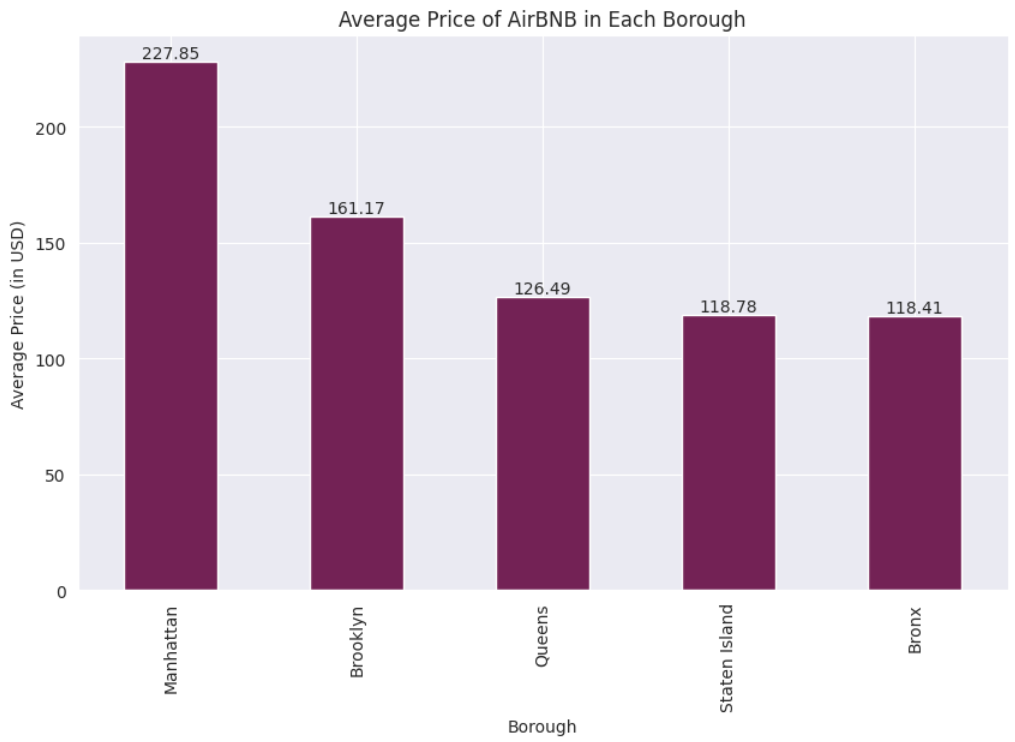 Average Price of AirBNB in Each Borough
227.85
161.17
126.49
118.78
118.41
200
150
100
50
0
Average Price (in USD)
Manhattan
Brooklyn
Queens
Staten Island
Bronx
Borough